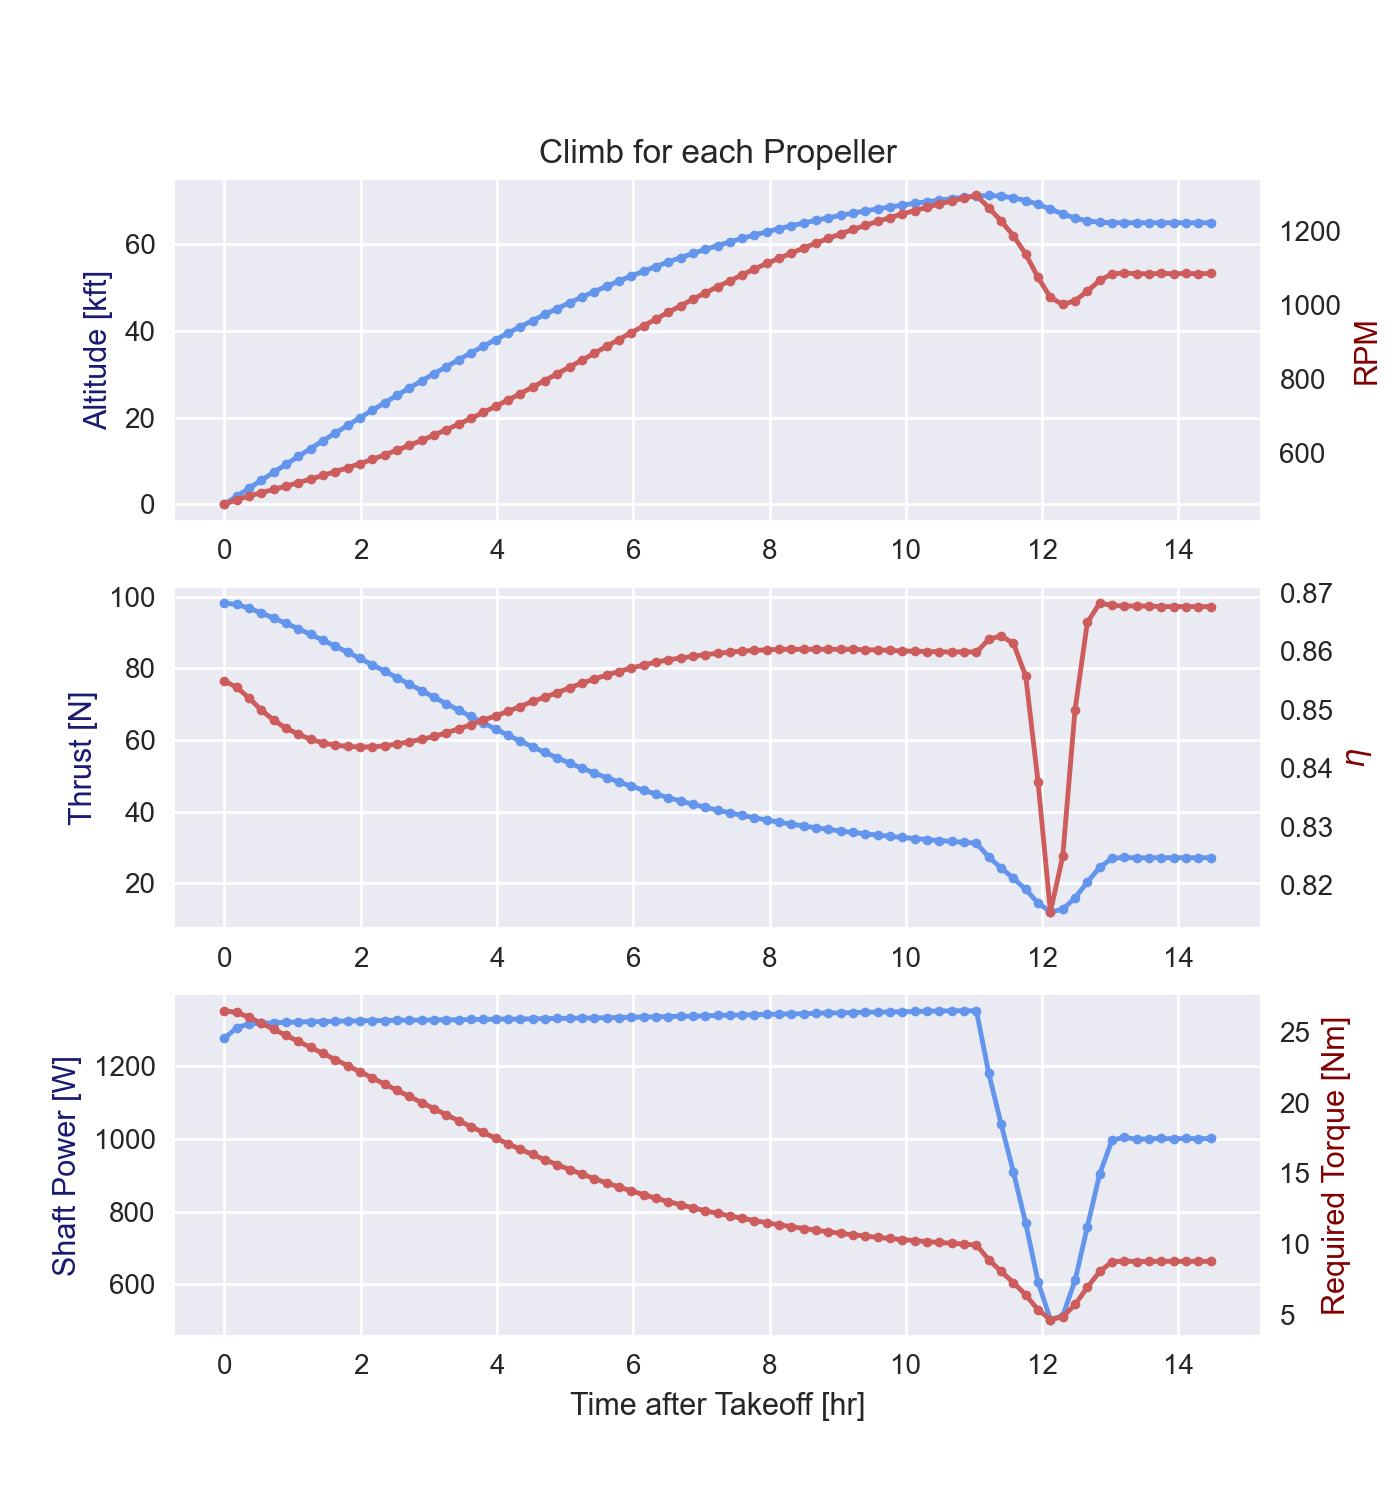 Climb for each Propeller
Altitude [kft]
60
40
20
0
1200
1000
800
600
RPM
0 2 4 6 8 10 12 14
Thrust [N]
100
80
60
40
20
0.87
0.86
0.85
0.84
0.83
0.82
η
0 2 4 6 8 10 12 14
Shaft Power [W]
1200
1000
800
600
25
20
15
10
5
Required Torque [Nm]
0 2 4 6 8 10 12 14
Time after Takeoff [hr]